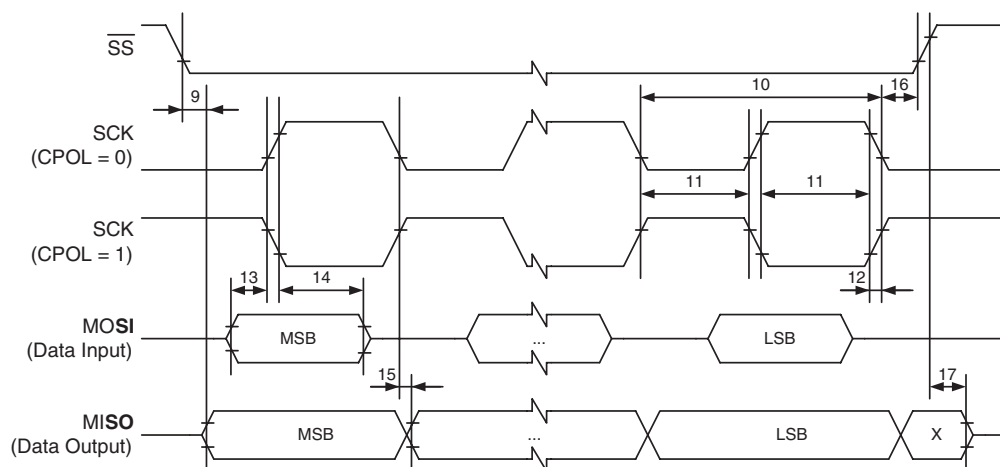 SS
9
10
16
SCK
(CPOL = 0)
11
11
SCK
(CPOL = 1)
13
14
12
MOSI
(Data Input)
MSB
...
LSB
15
17
MISO
(Data Output)
MSB
...
LSB
X